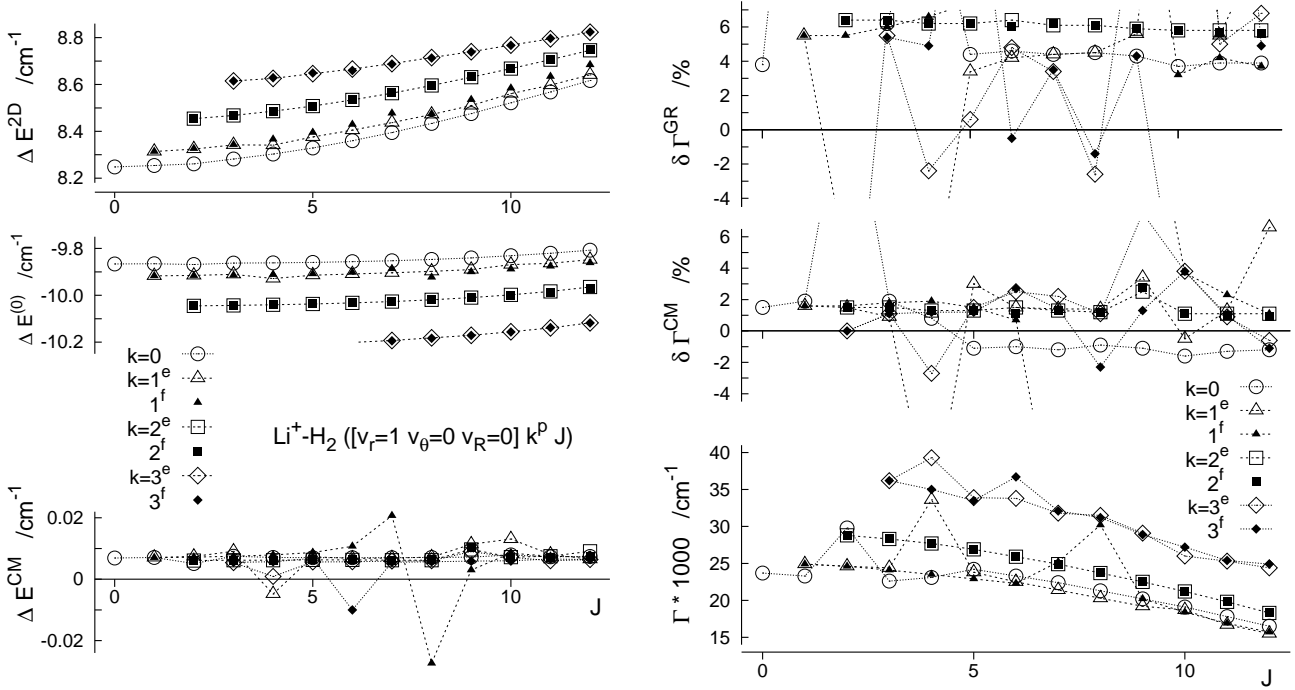 Δ E^2D /cm^-1
8.8
8.6
8.4
8.2
0 5 10
Δ E^(0) /cm^-1
-9.8
-10.0
-10.2
k=0
k=1^e
1^f
k=2^e
2^f
k=3^e
3^f
Li^+-H_2 ([v_r=1 v_θ=0 v_R=0] k^p J)
Δ E^CM /cm^-1
0.02
0
-0.02
0 5 10 J
δ Γ^GR /%
6
4
2
0
-2
-4
δ Γ^CM /%
6
4
2
0
-2
-4
k=0
k=1^e
1^f
k=2^e
2^f
k=3^e
3^f
Γ * 1000 /cm^-1
40
35
30
25
20
15
0 5 10 J